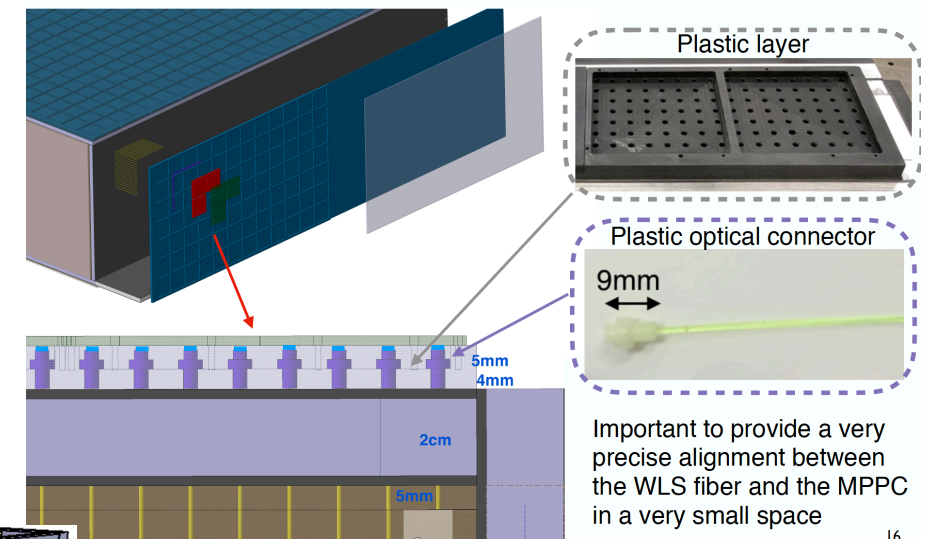 Plastic layer
Plastic optical connector
9mm
5mm
4mm
2cm
5mm
Important to provide a very
precise alignment between
the WLS fiber and the MPPC
in a very small space
16